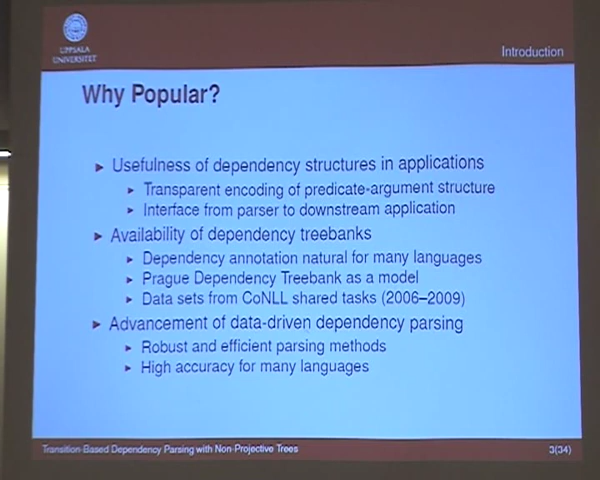 UPPSALA
UNIVERSITET
Introduction
Why Popular?
Usefulness of dependency structures in applications
Transparent encoding of predicate-argument structure
Interface from parser to downstream application
Availability of dependency treebanks
Dependency annotation natural for many languages
Prague Dependency Treebank as a model
Data sets from CoNLL shared tasks (2006–2009)
Advancement of data-driven dependency parsing
Robust and efficient parsing methods
High accuracy for many languages
Transition-Based Dependency Parsing with Non-Projective Trees
3(34)